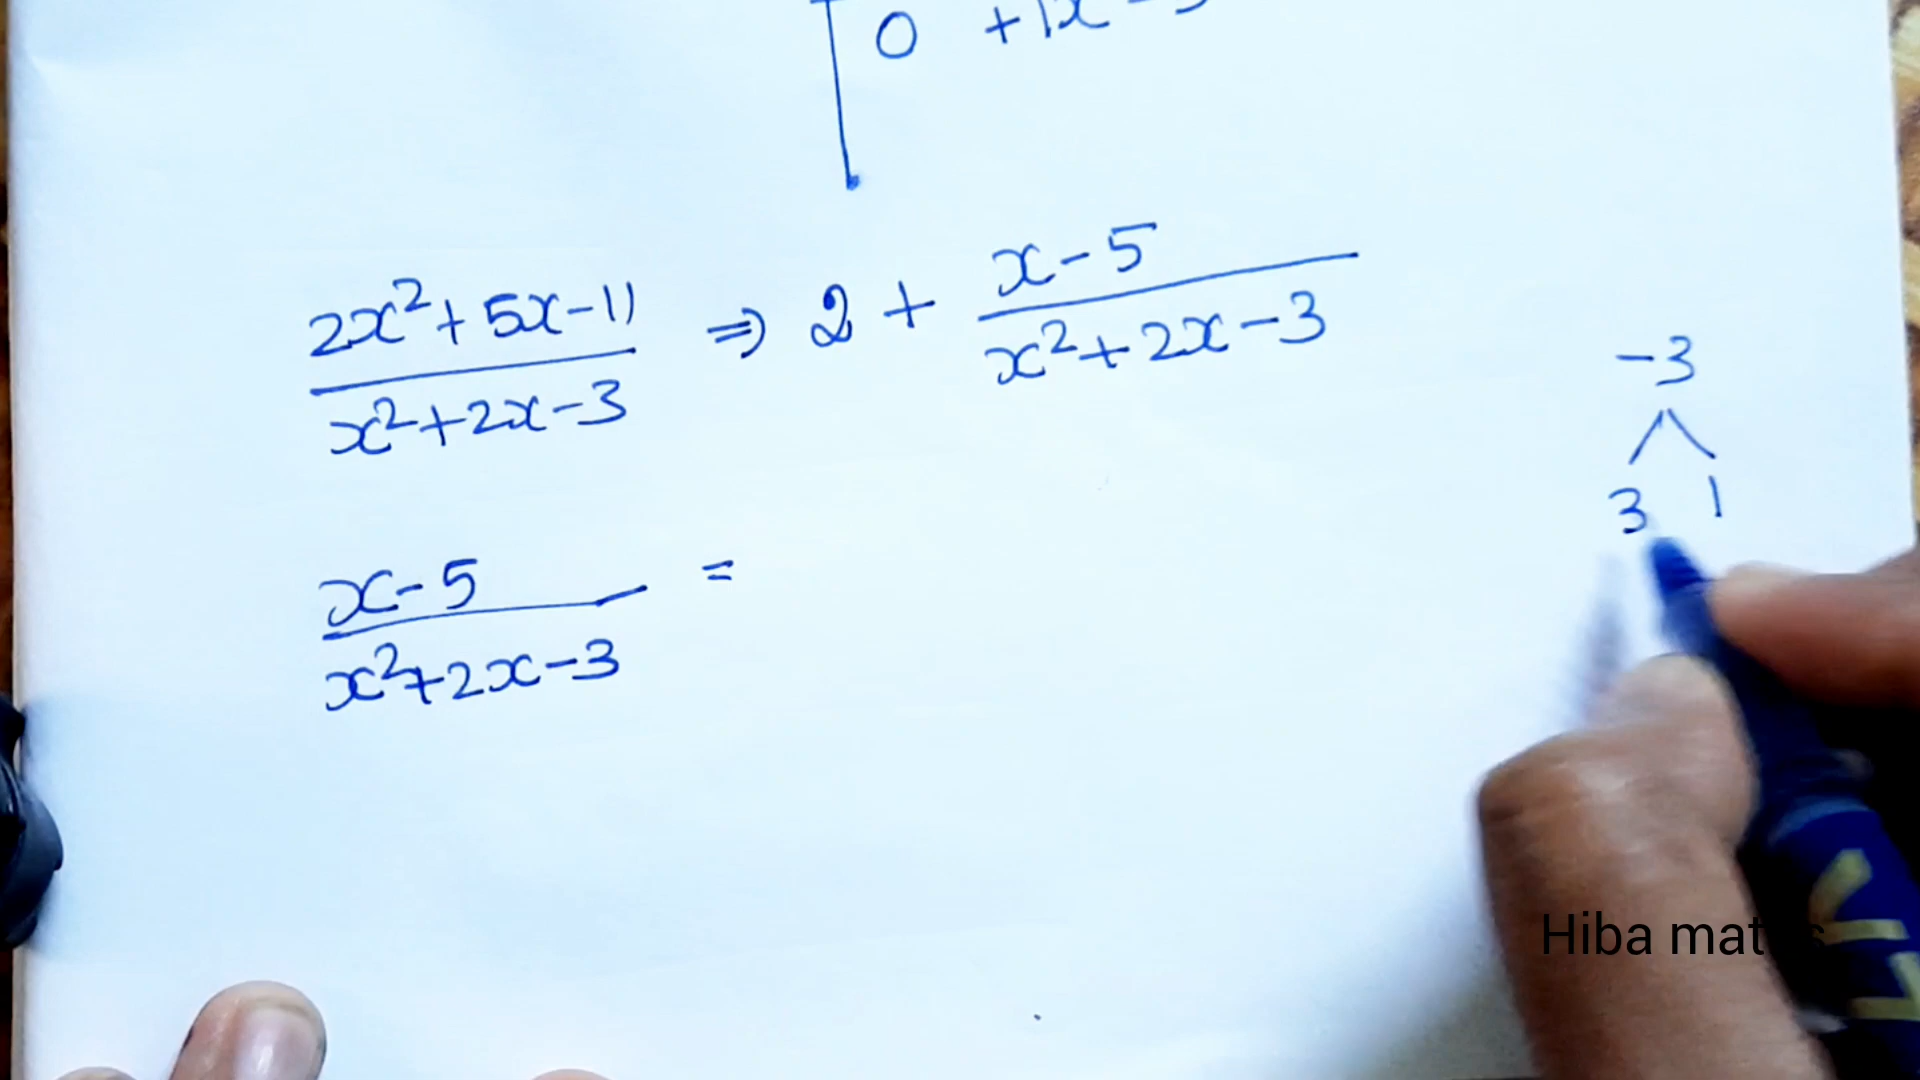 0 +1x - 5
2x²+5x-11 / x²+2x-3 ⇒ 2 + x-5 / x²+2x-3
-3
3 1
x-5 / x²+2x-3 =
Hiba mat s